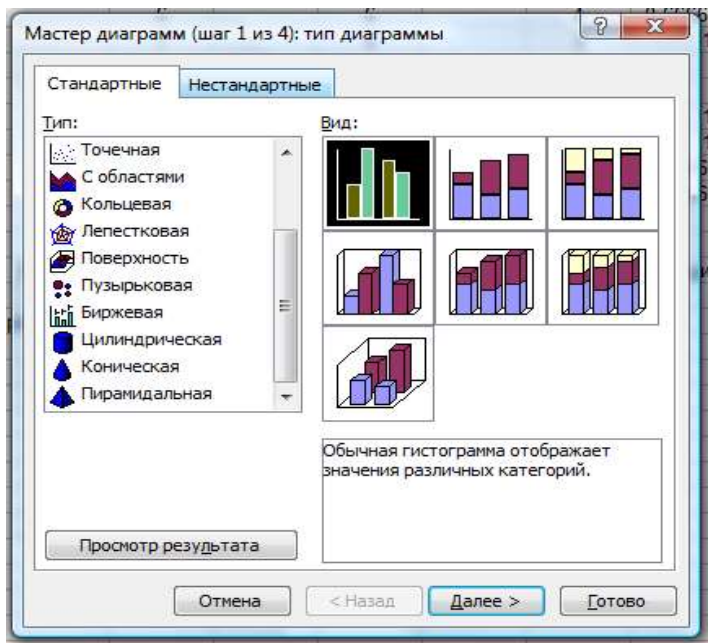 Мастер диаграмм (шаг 1 из 4): тип диаграммы
Стандартные
Нестандартные
Тип:
Точечная
С областями
Кольцевая
Лепестковая
Поверхность
Пузырьковая
Биржевая
Цилиндрическая
Коническая
Пирамидальная
Вид:
Обычная гистограмма отображает
значения различных категорий.
Просмотр результата
Отмена
< Назад
Далее >
Готово